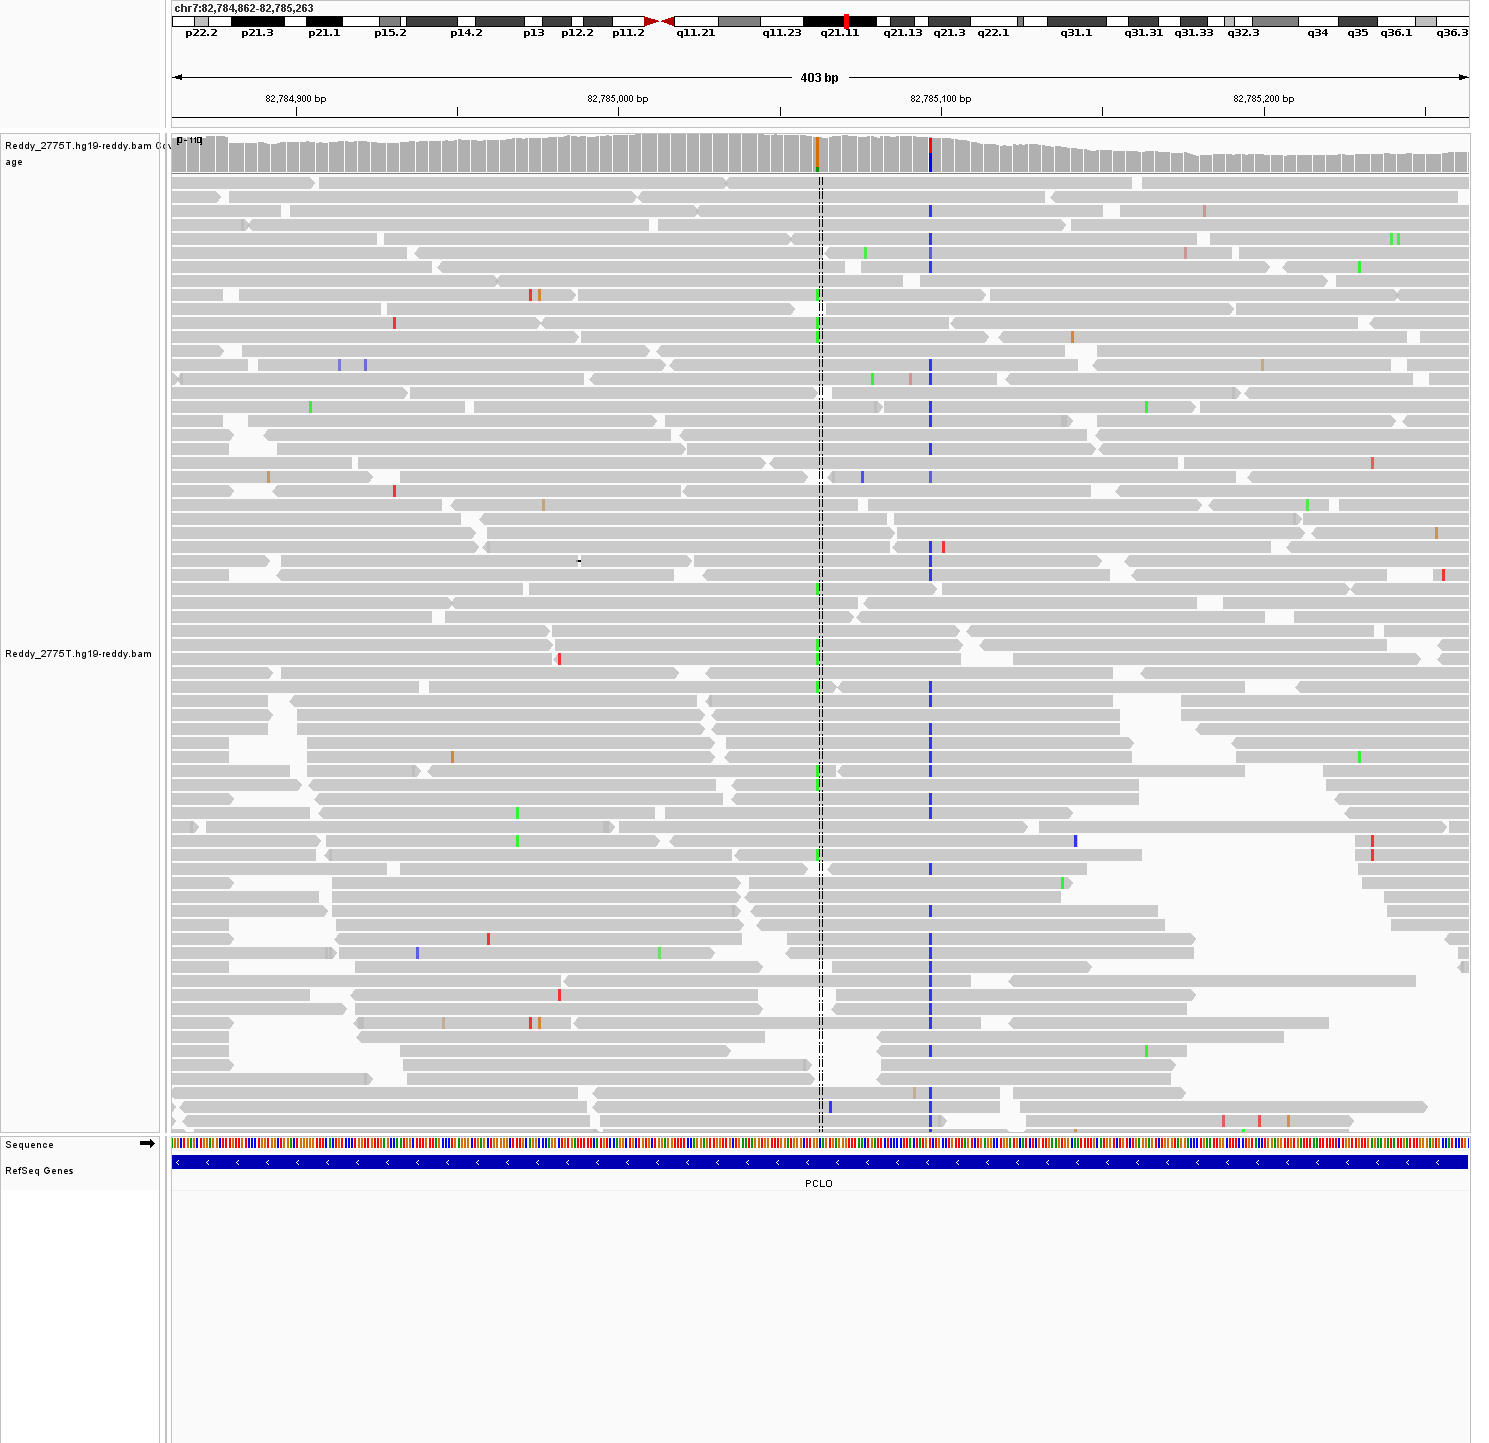 chr7:82,784,862-82,785,263
p22.2 p21.3 p21.1 p15.2 p14.2 p13 p12.2 p11.2 q11.21 q11.23 q21.11 q21.13 q21.3 q22.1 q31.1 q31.31 q31.33 q32.3 q34 q35 q36.1 q36.3
403 bp
82,784,900 bp 82,785,000 bp 82,785,100 bp 82,785,200 bp
[0 - 110]
Reddy_2775T.hg19-reddy.bam Cov
age
Reddy_2775T.hg19-reddy.bam
Sequence
RefSeq Genes
PCLO